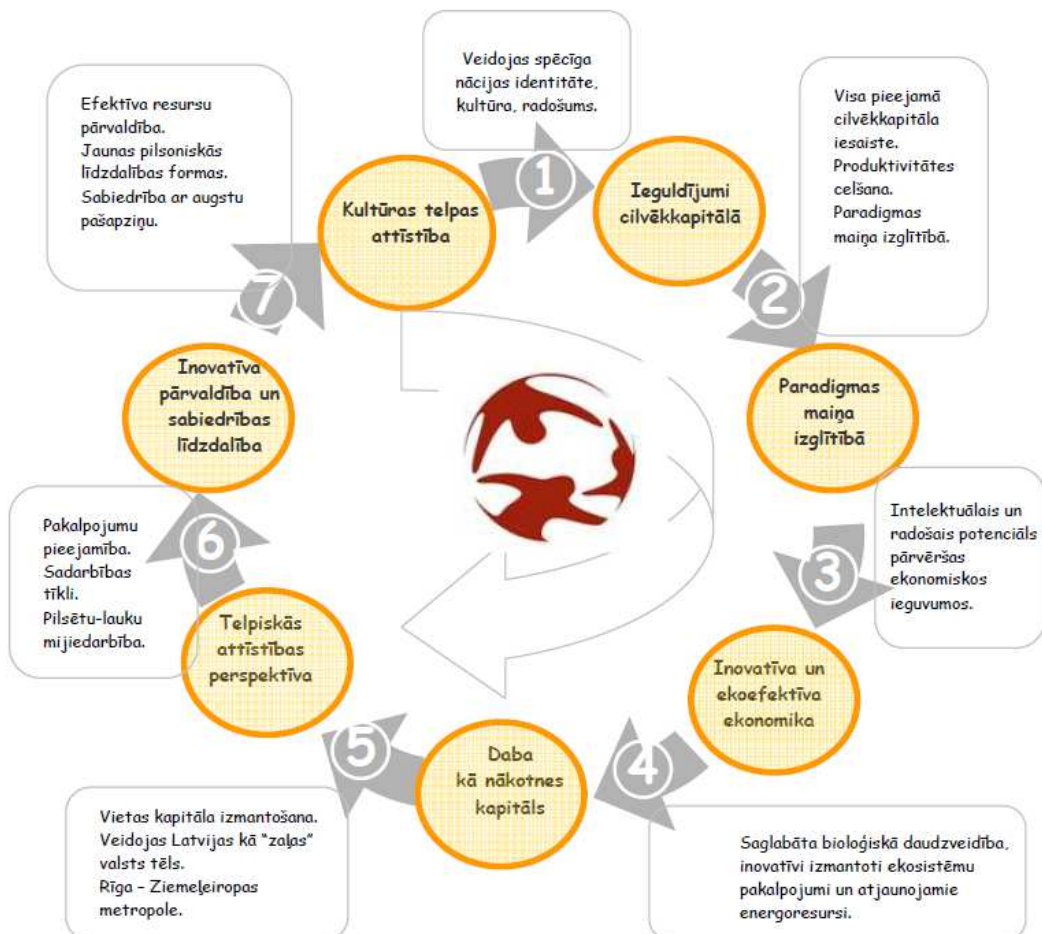 Veidojas spēcīga
nācijas identitāte,
kultūra, radošums.
1
Kultūras telpas
attīstība
Ieguldījumi
cilvēkkapitālā
Visa pieejamā
cilvēkkapitāla
iesaiste.
Produktivitātes
celšana.
Paradigmas
maiņa izglītībā.
2
Paradigmas
maiņa
izglītībā
Intelektuālais un
radošais potenciāls
pārvēršas
ekonomiskos
ieguvumos.
3
Inovatīva un
ekoefektīva
ekonomika
Saglabāta bioloģiskā daudzveidība,
inovatīvi izmantoti ekosistēmu
pakalpojumi un atjaunojamie
energoresursi.
4
Daba
kā nākotnes
kapitāls
Vietas kapitāla izmantošana.
Veidojas Latvijas kā “zaļas”
valsts tēls.
Rīga – Ziemeļeiropas
metropole.
5
Telpiskās
attīstības
perspektīva
Pakalpojumu
pieejamība.
Sadarbības
tīkli.
Pilsētu-lauku
mijiedarbība.
6
Inovatīva
pārvaldība un
sabiedrības
līdzdalība
Efektīva resursu
pārvaldība.
Jaunas pilsoniskās
līdzdalības formas.
Sabiedrība ar augstu
pašapziņu.
7